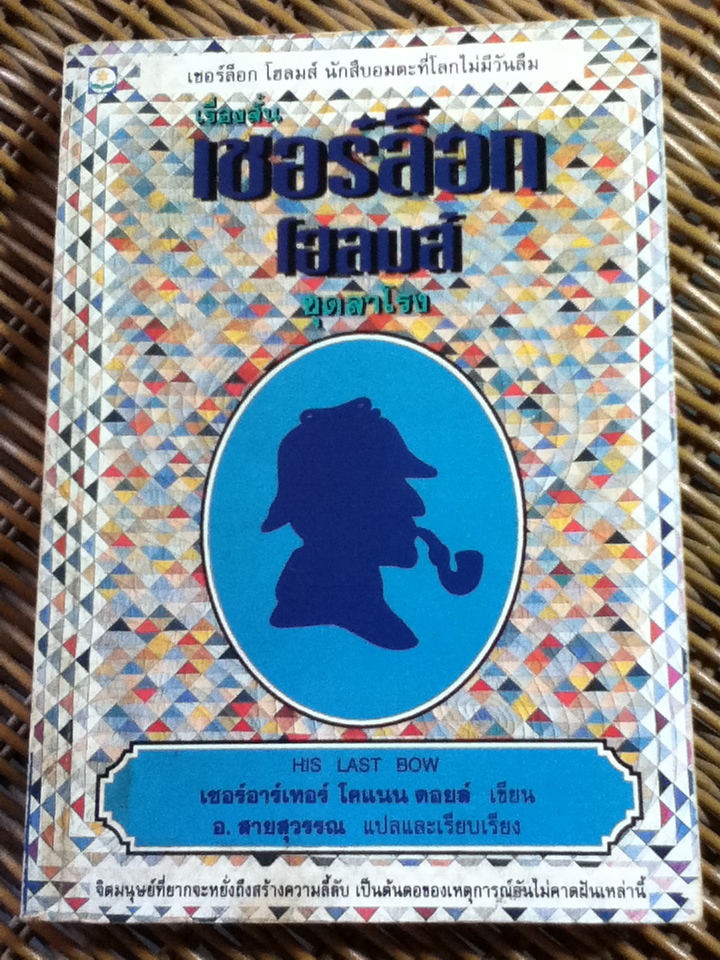 เชอร์ล็อก โฮลมส์ นักสืบอมตะที่โลกไม่มีวันลืม
เรื่องสั้น
เชอร์ล็อก
โฮลมส์
ชุดลาโรง
HIS LAST BOW
เซอร์อาร์เทอร์ โคแนน ดอยล์ เขียน
อ. สายสุวรรณ แปลและเรียบเรียง
จิตมนุษย์ที่ยากจะหยั่งถึงสร้างความลี้ลับ เป็นต้นตอของเหตุการณ์อันไม่คาดฝันเหล่านี้